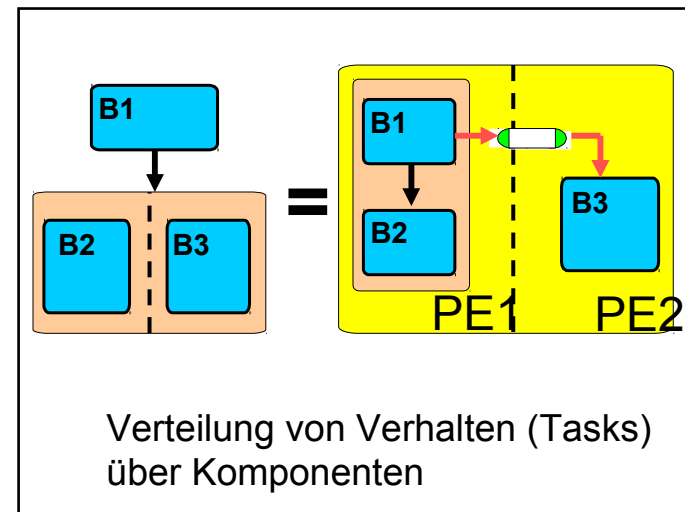 B1
B2
B3
=
B1
B2
B3
PE1
PE2
Verteilung von Verhalten (Tasks)
über Komponenten